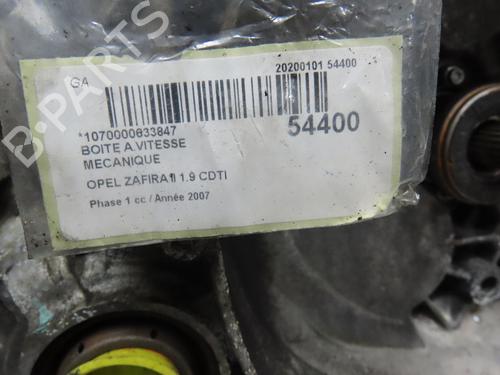 GA
20200101 54400
*1070000833847
54400
BOITE A.VITESSE
MECANIQUE
OPEL ZAFIRA II 1.9 CDTI
Phase 1 cc / Année 2007
B-PARTS